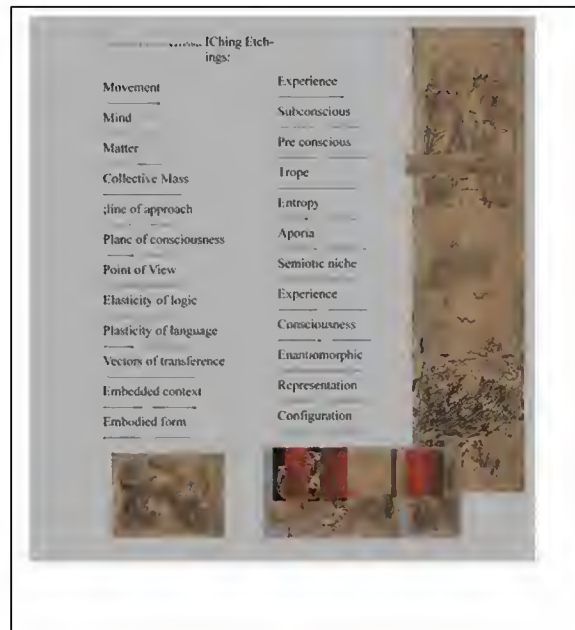 IChing Etch-
ings:
Movement
Mind
Matter
Collective Mass
;line of approach
Plane of consciousness
Point of View
Elasticity of logic
Plasticity of language
Vectors of transference
Embedded context
Embodied form
Experience
Subconscious
Pre conscious
Trope
Entropy
Aporia
Semiotic niche
Experience
Consciousness
Enantiomorphic
Representation
Configuration